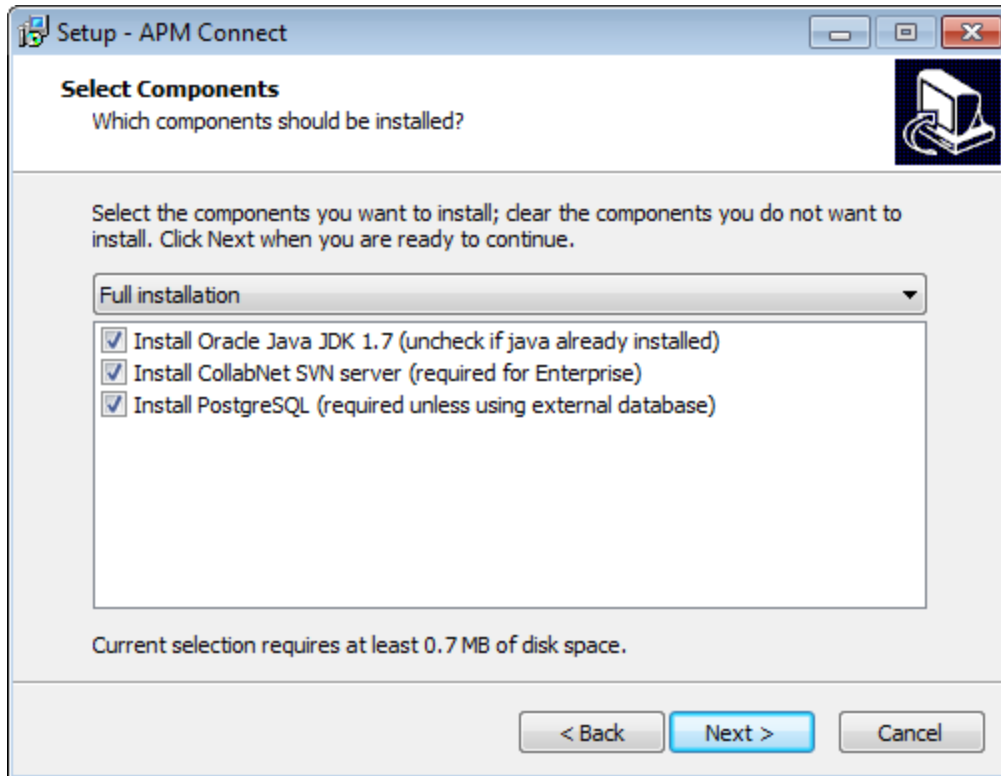 Setup - APM Connect
Select Components
Which components should be installed?
Select the components you want to install; clear the components you do not want to
install. Click Next when you are ready to continue.
Full installation
Install Oracle Java JDK 1.7 (uncheck if java already installed)
Install CollabNet SVN server (required for Enterprise)
Install PostgreSQL (required unless using external database)
Current selection requires at least 0.7 MB of disk space.
< Back Next > Cancel